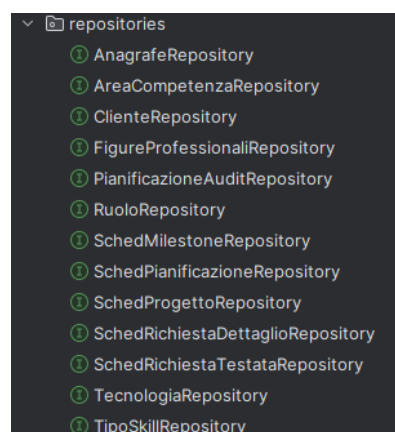 repositories
AnagrafeRepository
AreaCompetenzaRepository
ClienteRepository
FigureProfessionaliRepository
PianificazioneAuditRepository
RuoloRepository
SchedMilestoneRepository
SchedPianificazioneRepository
SchedProgettoRepository
SchedRichiestaDettaglioRepository
SchedRichiestaTestataRepository
TecnologiaRepository
TipoSkillRepository